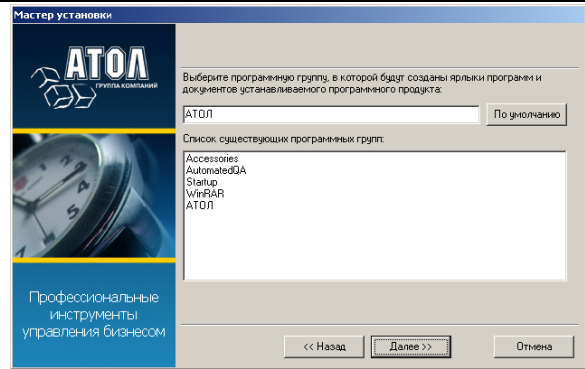 Мастер установки
АТОЛ
ГРУППА КОМПАНИЙ
Выберите программную группу, в которой будут созданы ярлыки программ и
документов устанавливаемого программного продукта:
АТОЛ
По умолчанию
Список существующих программных групп:
Accessories
AutomatedQA
Startup
WinRAR
АТОЛ
Профессиональные
инструменты
управления бизнесом
<< Назад
Далее >>
Отмена